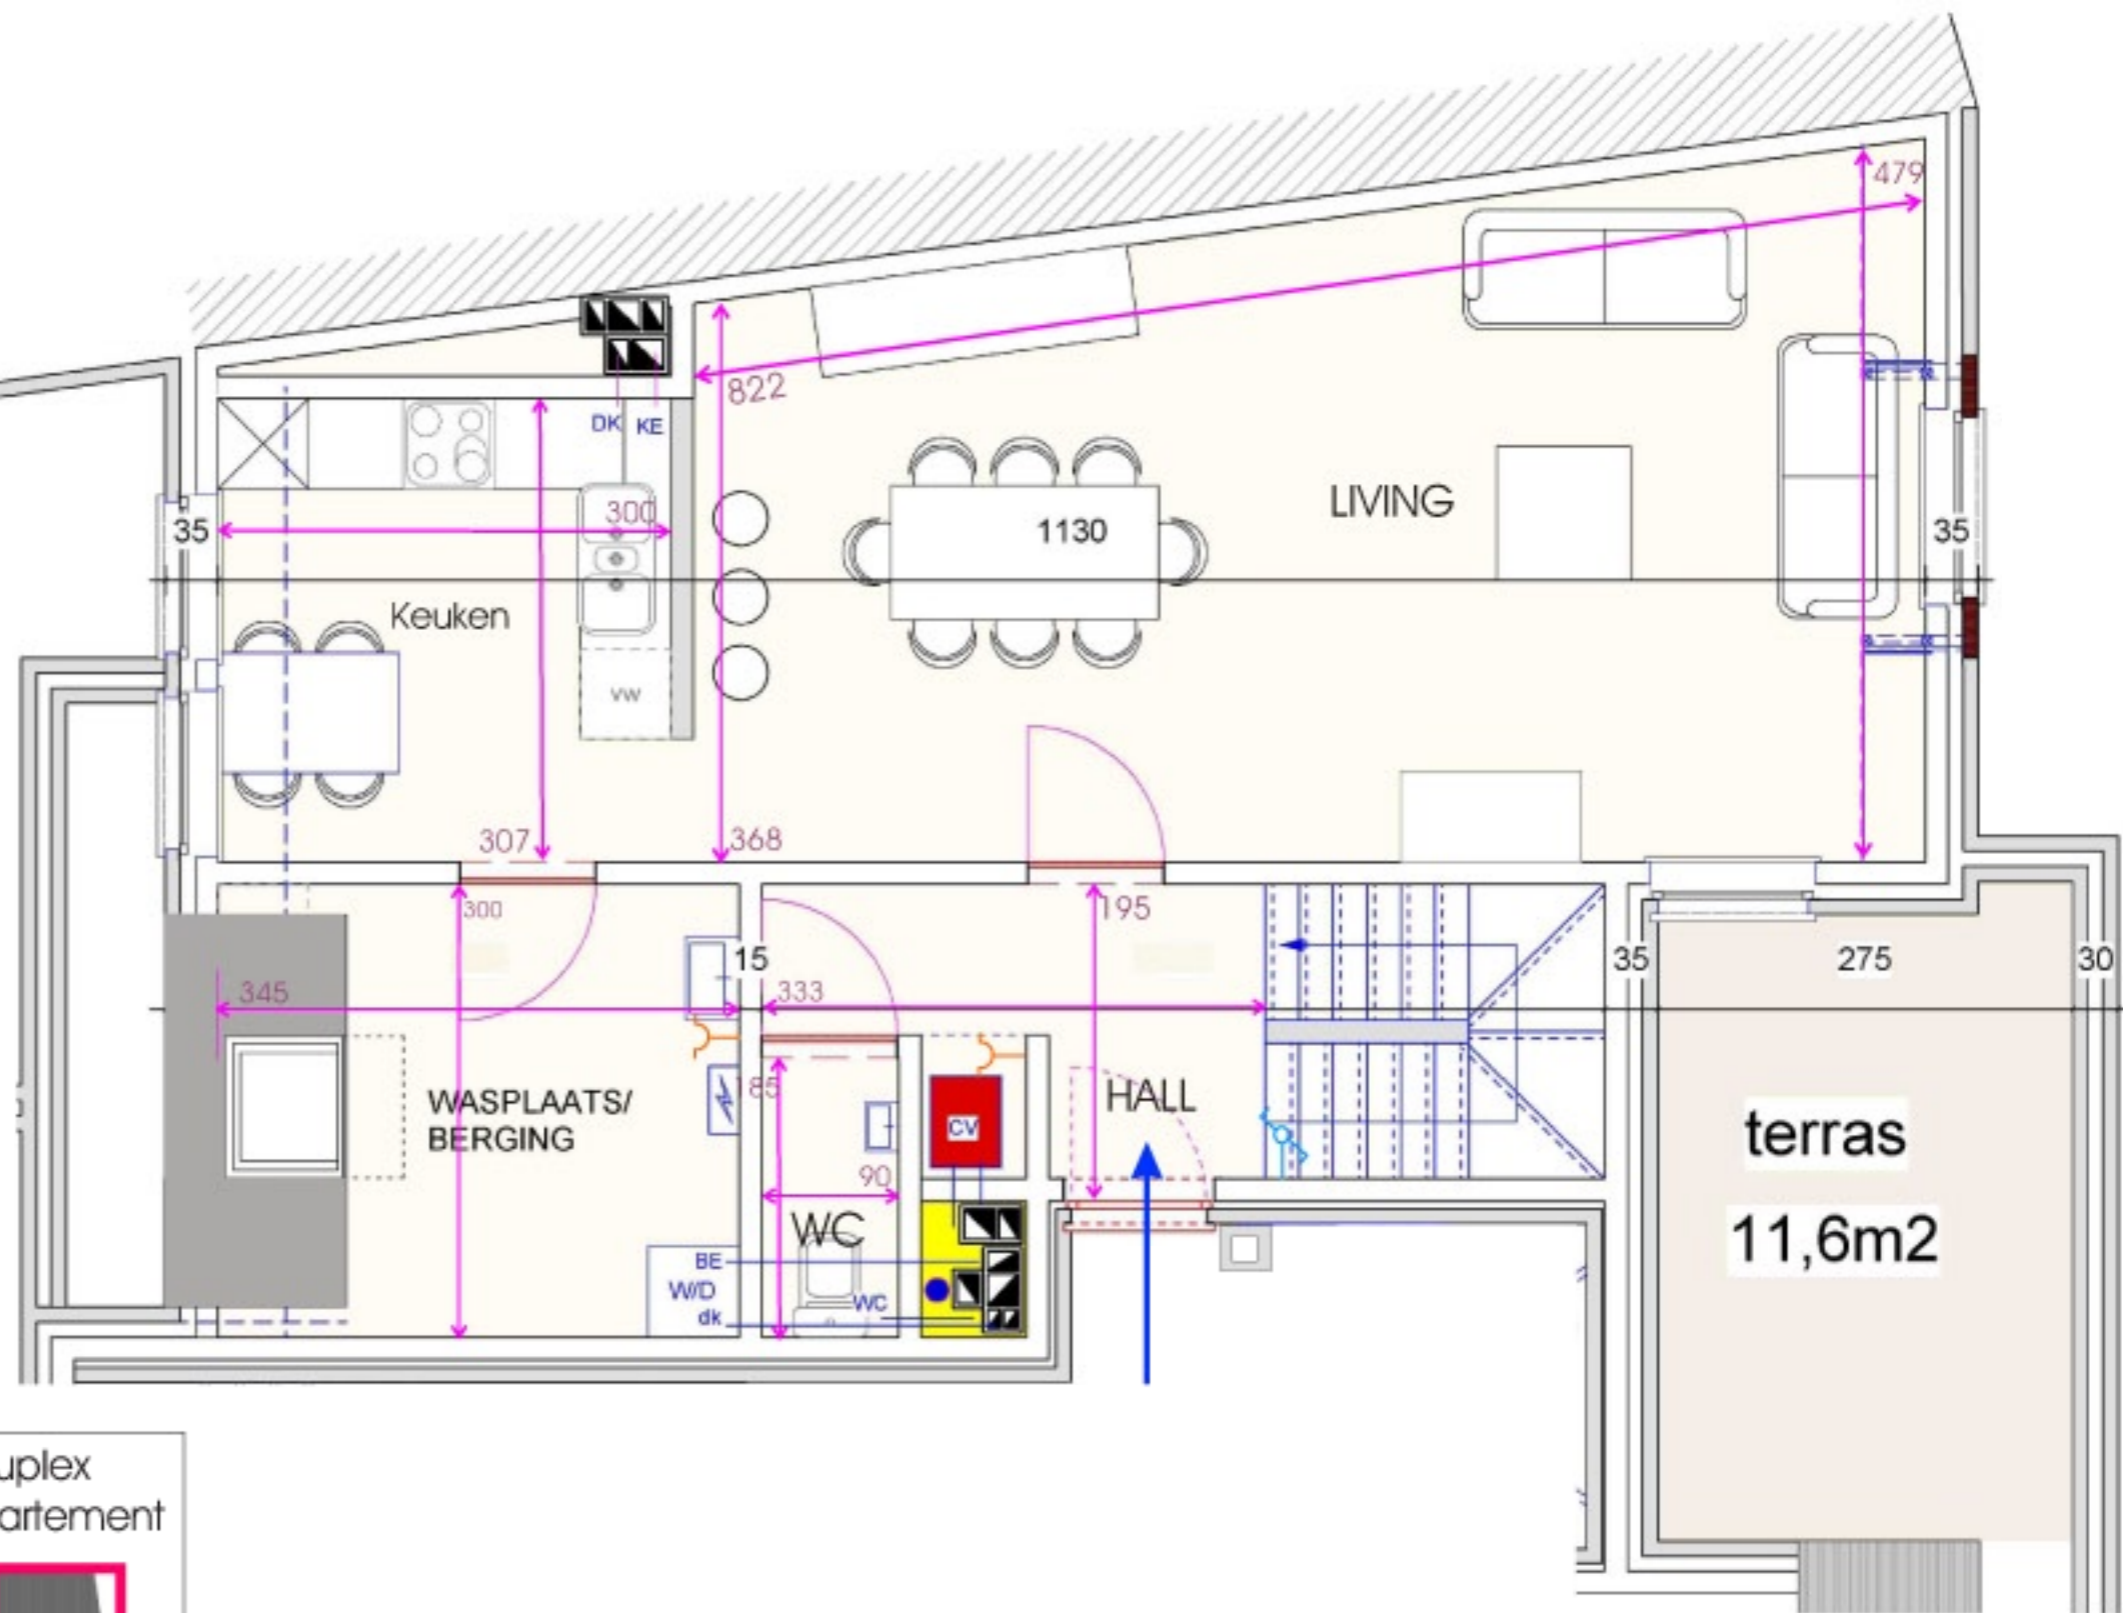 479
822
DK KE
LIVING
35
300
1130
35
Keuken
VW
307
368
300
195
15
35
275
30
345
333
185
WASPLAATS/
BERGING
HALL
CV
terras
90
WC
11,6m2
BE
W/D
WC
dk
uplex
artement